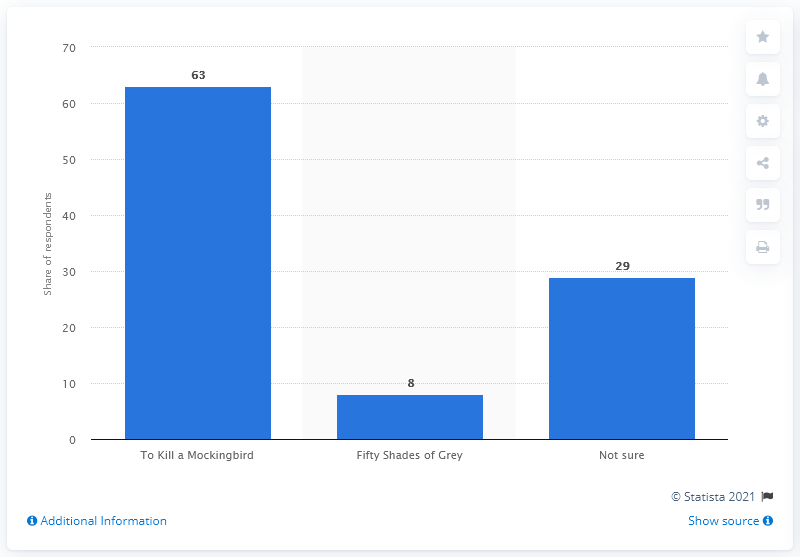 70
63
60
50
40
30
29
20
10
8
0
Share of respondents
To Kill a Mockingbird
Fifty Shades of Grey
Not sure
© Statista 2021
Additional Information
Show source